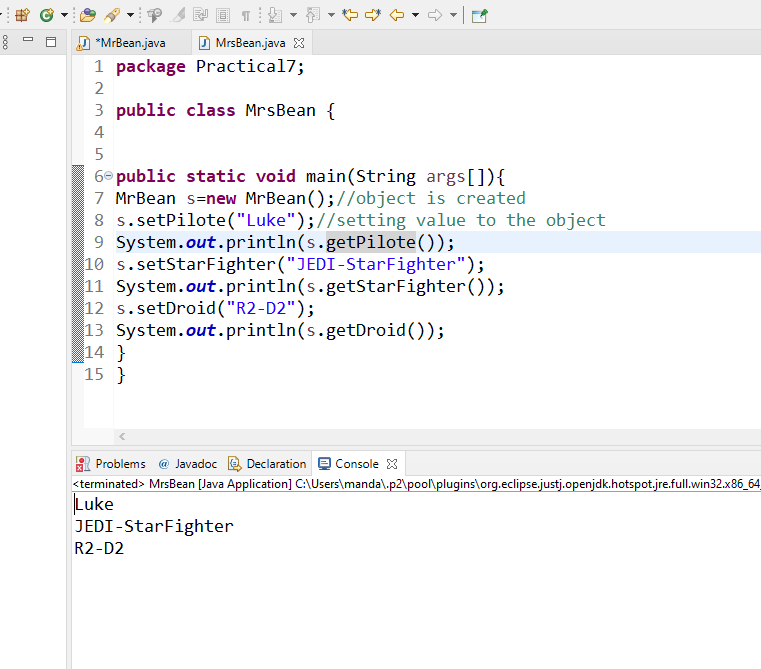 *MrBean.java MrsBean.java
1 package Practical7;
2
3 public class MrsBean {
4
5
6 public static void main(String args[]){
7 MrBean s=new MrBean();//object is created
8 s.setPilote("Luke");//setting value to the object
9 System.out.println(s.getPilote());
10 s.setStarFighter("JEDI-StarFighter");
11 System.out.println(s.getStarFighter());
12 s.setDroid("R2-D2");
13 System.out.println(s.getDroid());
14 }
15 }
Problems @ Javadoc Declaration Console
<terminated> MrsBean [Java Application] C:\Users\manda\.p2\pool\plugins\org.eclipse.justj.openjdk.hotspot.jre.full.win32.x86_64_
Luke
JEDI-StarFighter
R2-D2